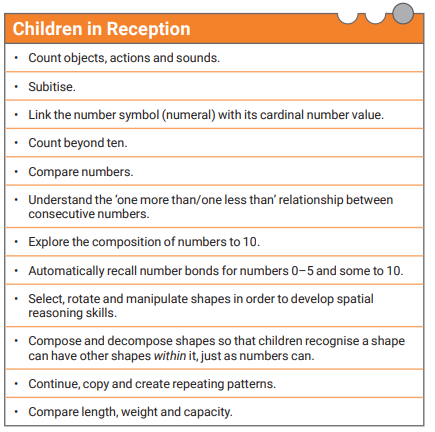 Children in Reception
• Count objects, actions and sounds.
• Subitise.
• Link the number symbol (numeral) with its cardinal number value.
• Count beyond ten.
• Compare numbers.
• Understand the ‘one more than/one less than’ relationship between
consecutive numbers.
• Explore the composition of numbers to 10.
• Automatically recall number bonds for numbers 0–5 and some to 10.
• Select, rotate and manipulate shapes in order to develop spatial
reasoning skills.
• Compose and decompose shapes so that children recognise a shape
can have other shapes within it, just as numbers can.
• Continue, copy and create repeating patterns.
• Compare length, weight and capacity.